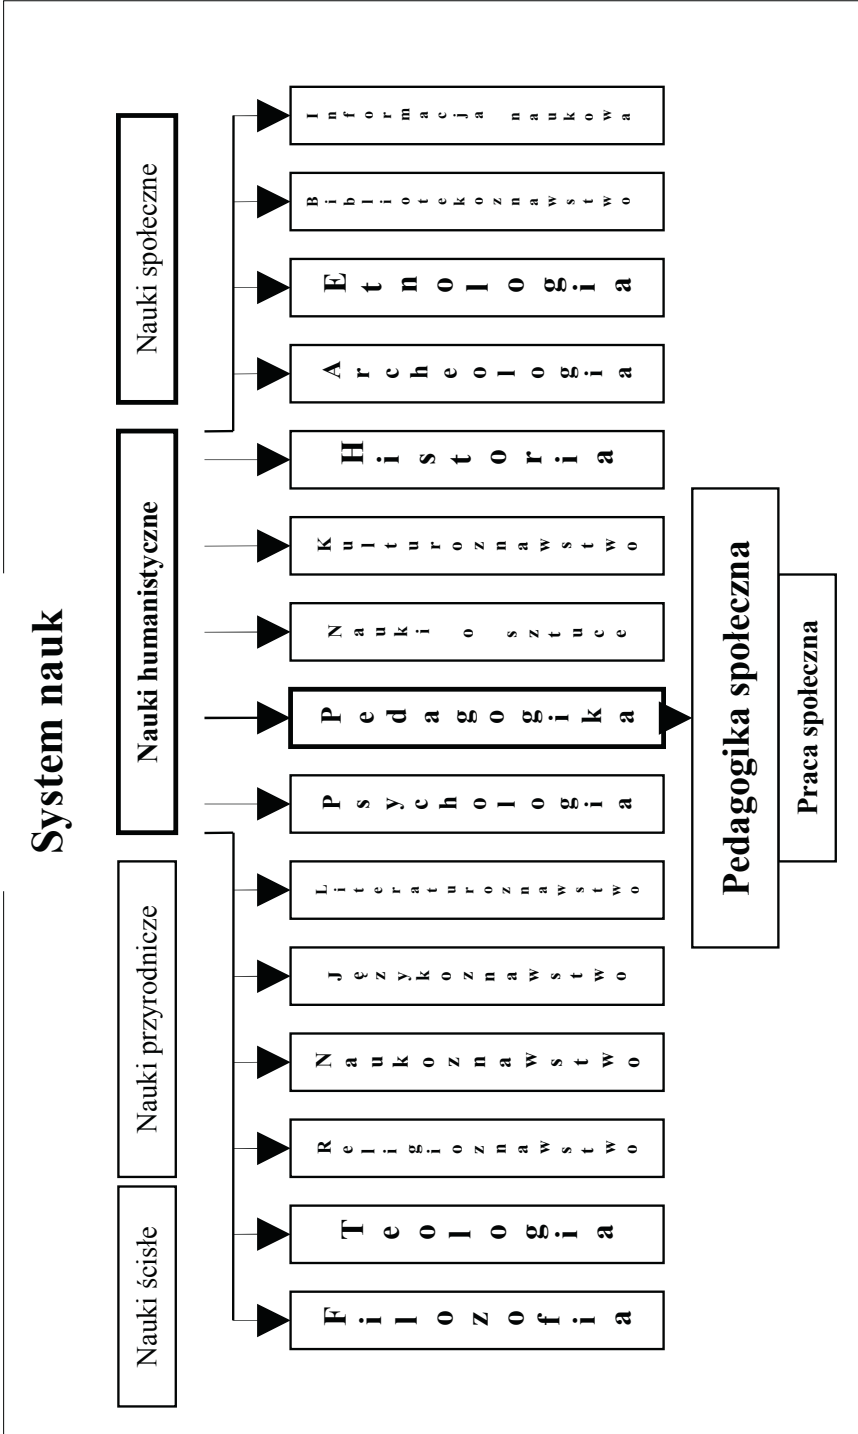 System nauk
Nauki ścisłe
Nauki przyrodnicze
Nauki humanistyczne
Nauki społeczne
Filozofia
Teologia
Religioznawstwo
Naukoznawstwo
Językoznawstwo
Literaturoznawstwo
Psychologia
Pedagogika
Nauki o sztuce
Kulturoznawstwo
Historia
Archeologia
Etnologia
Bibliotekoznawstwo
Informacja naukowa
Pedagogika społeczna
Praca społeczna